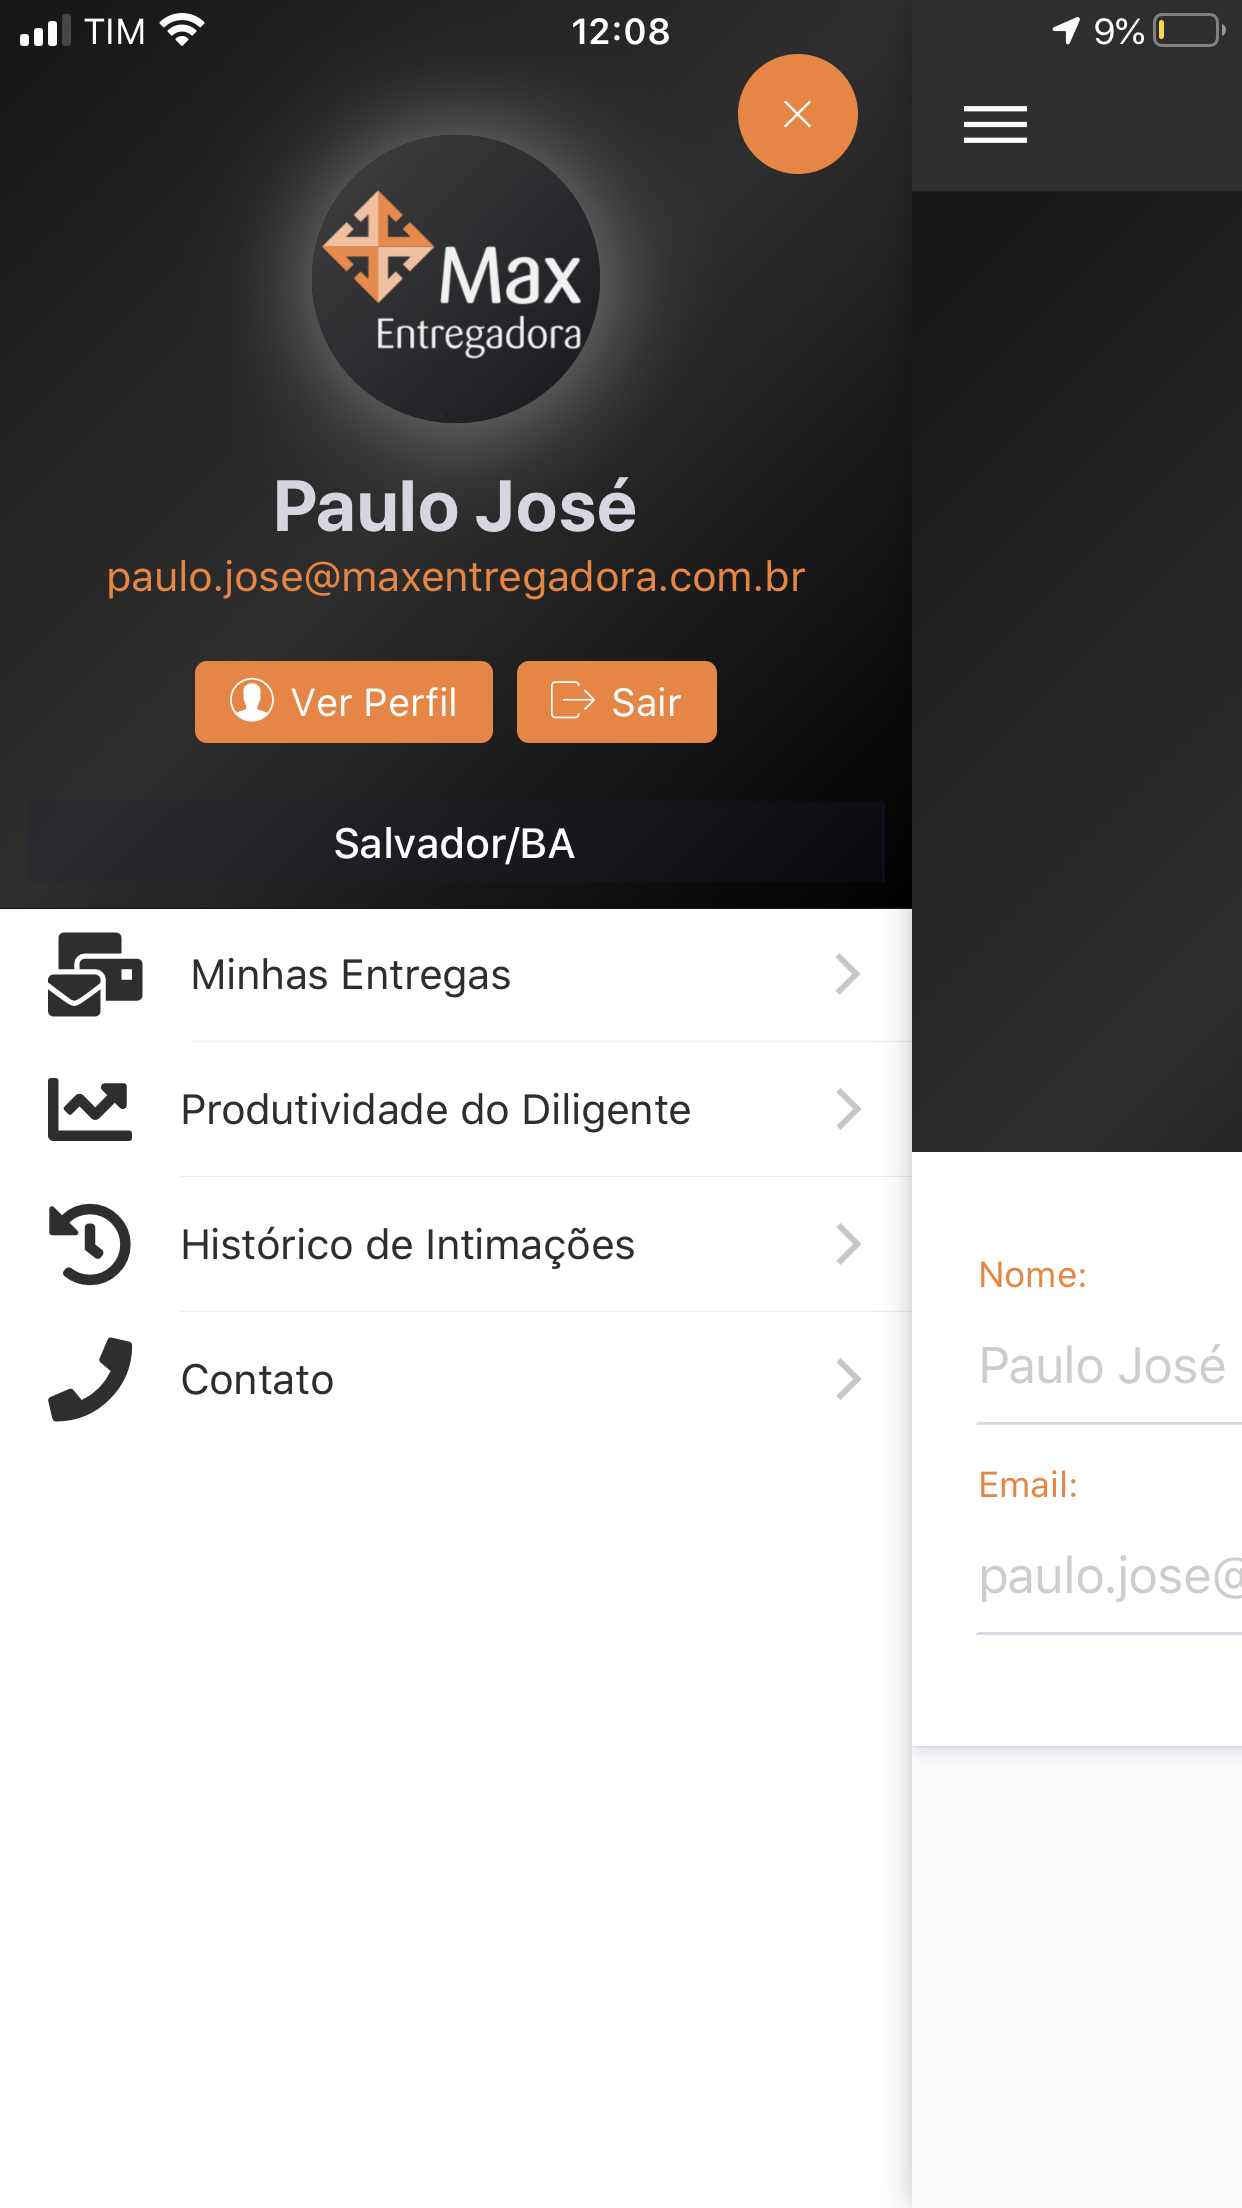 TIM 12:08 9%
Max
Entregadora
Paulo José
paulo.jose@maxentregadora.com.br
Ver Perfil Sair
Salvador/BA
Minhas Entregas
Produtividade do Diligente
Histórico de Intimações
Contato
Nome:
Paulo José
Email:
paulo.jose@